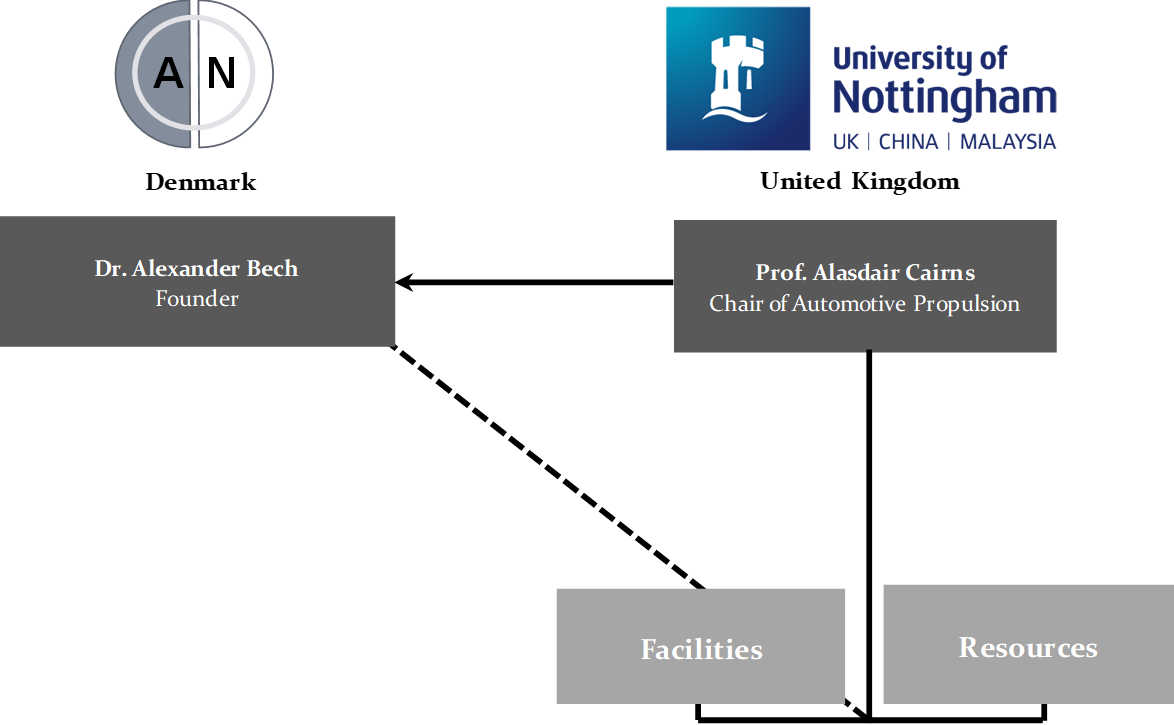 A N
University of
Nottingham
UK | CHINA | MALAYSIA
Denmark
United Kingdom
Dr. Alexander Bech
Founder
Prof. Alasdair Cairns
Chair of Automotive Propulsion
Facilities
Resources